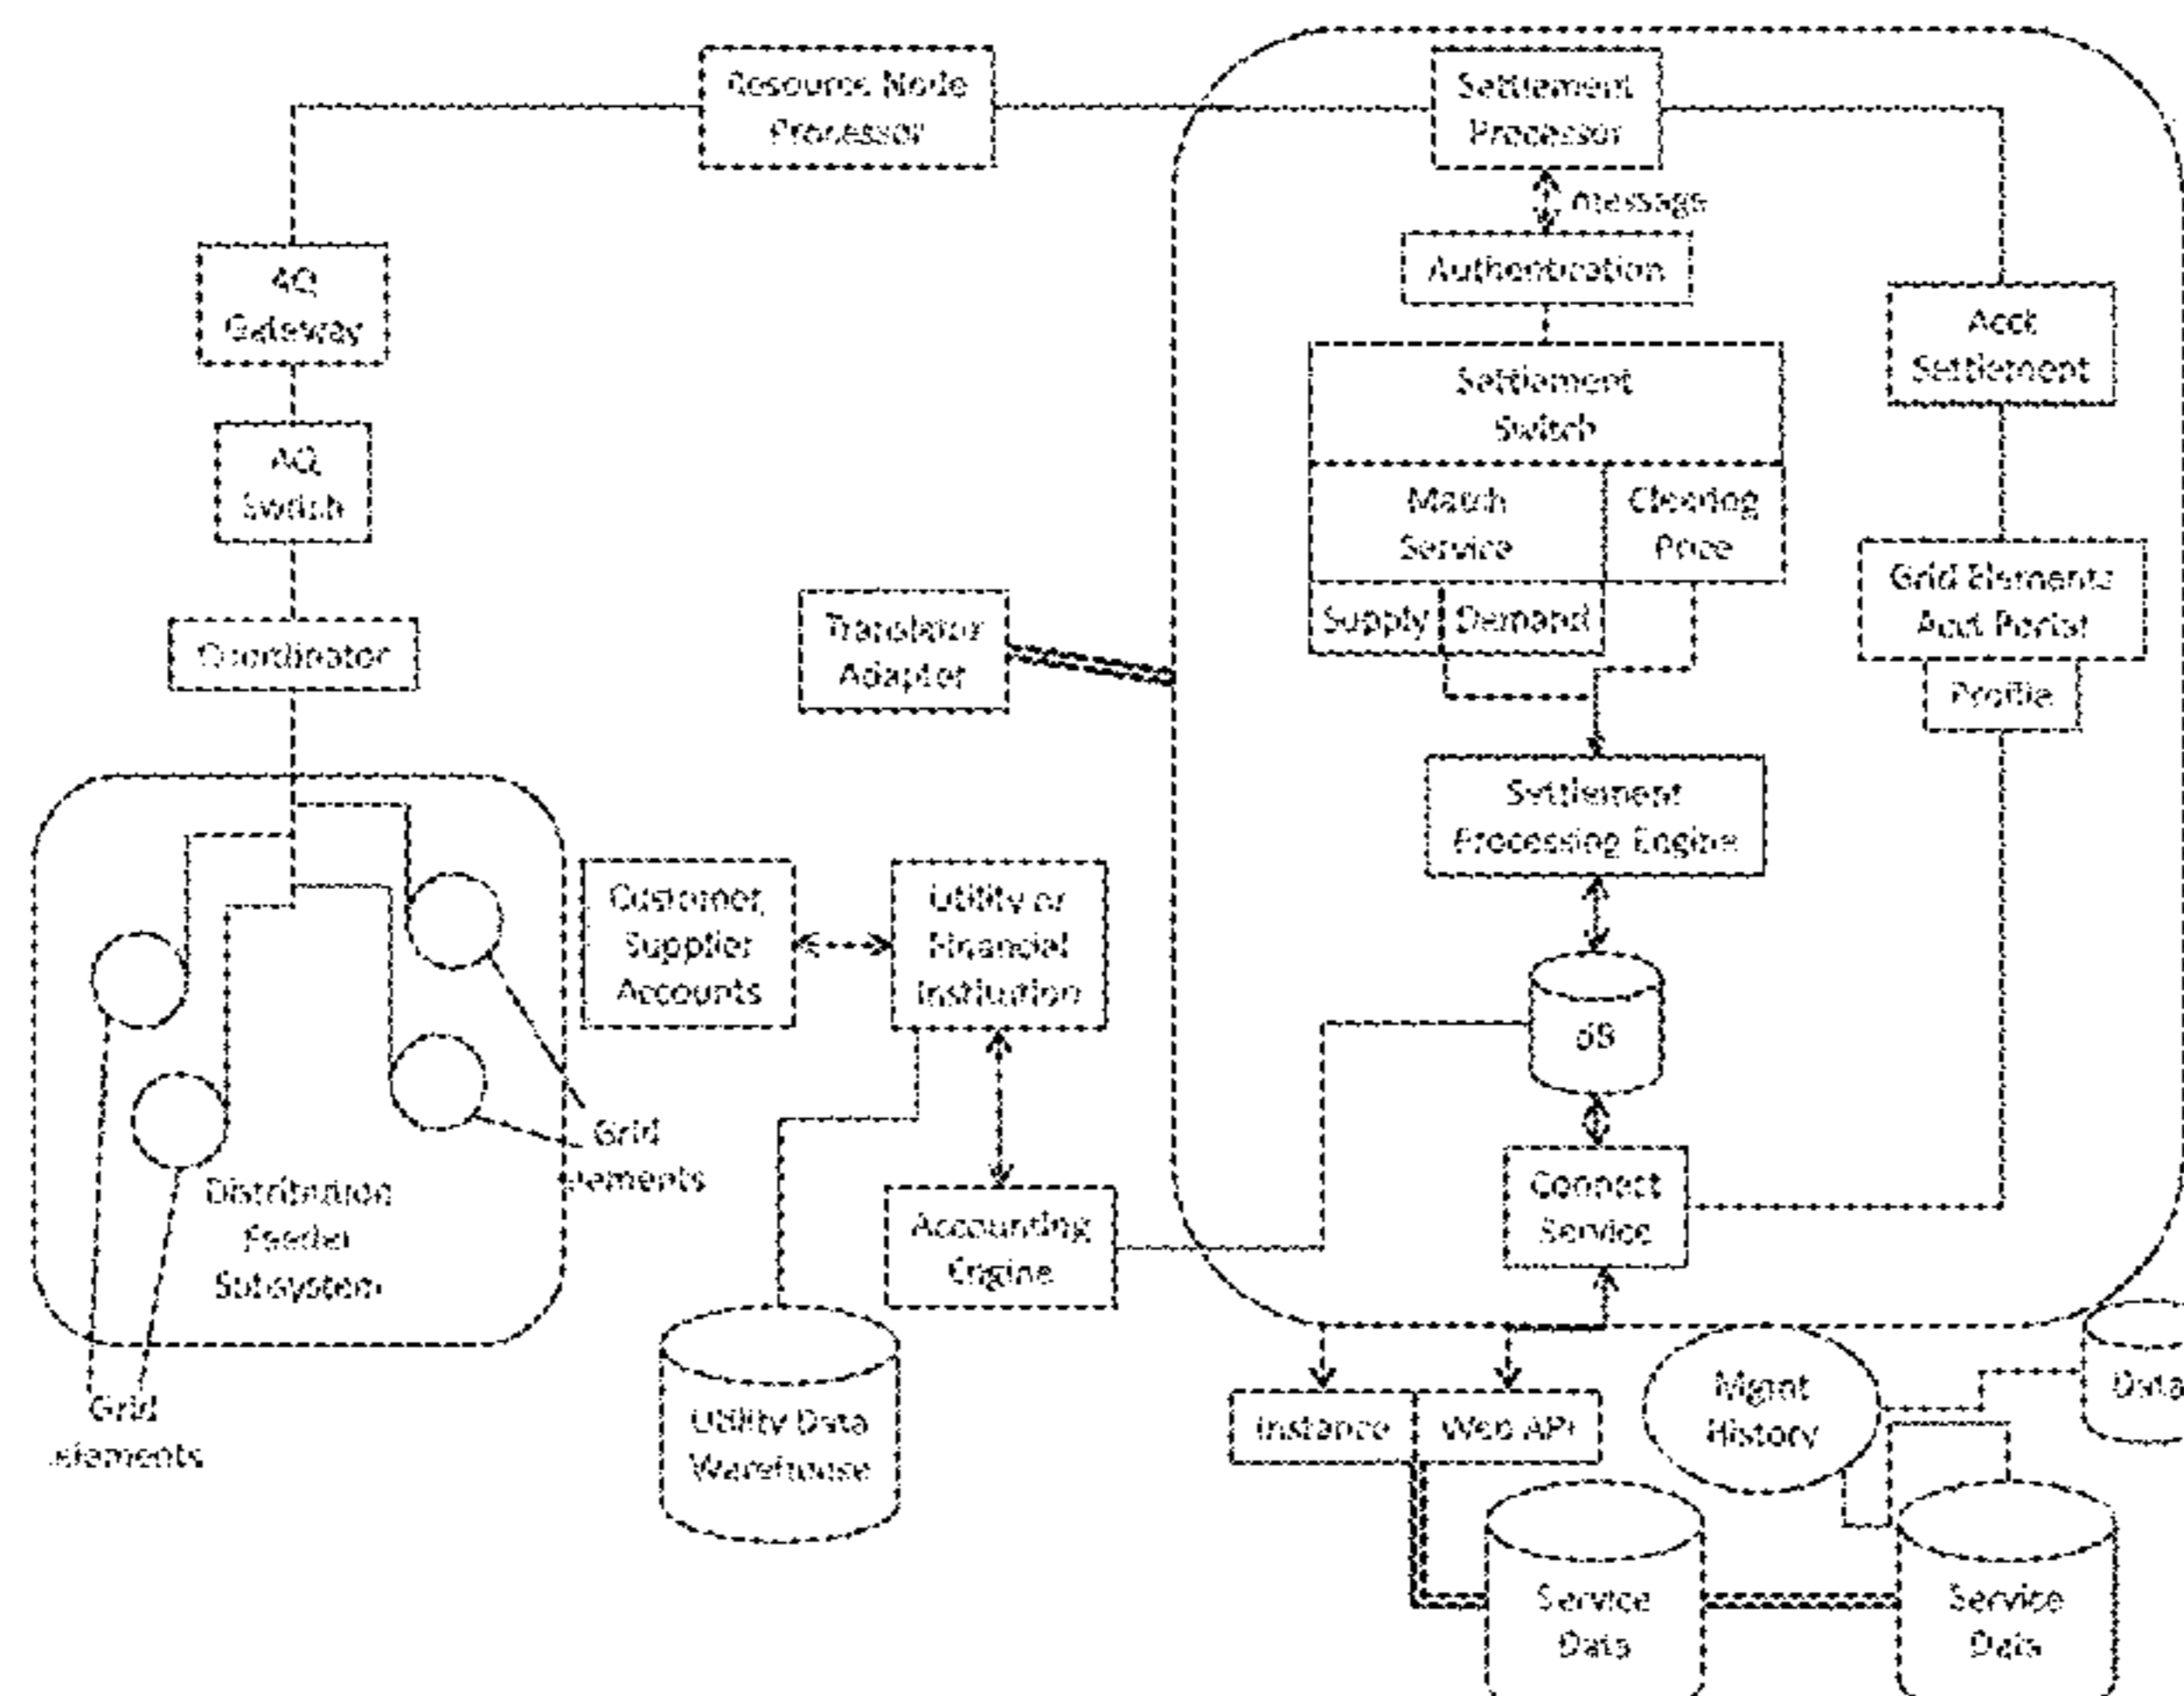 Resource Node
Processor
Settlement
Processor
message
Authentication
AQ
Gateway
Acct
Settlement
Settlement
Switch
AQ
Switch
Match
Service
Clearing
Price
Supply
Demand
Grid Elements
Acct Portal
Profile
Translator
Adapter
Coordinator
Settlement
Processing Engine
Customer,
Supplier
Accounts
Utility or
Financial
Institution
dB
Grid
elements
Distribution
Feeder
Subsystem
Connect
Service
Accounting
Engine
Grid
elements
Utility Data
Warehouse
Instance
Web API
Mgmt
History
Data
Service
Data
Service
Data